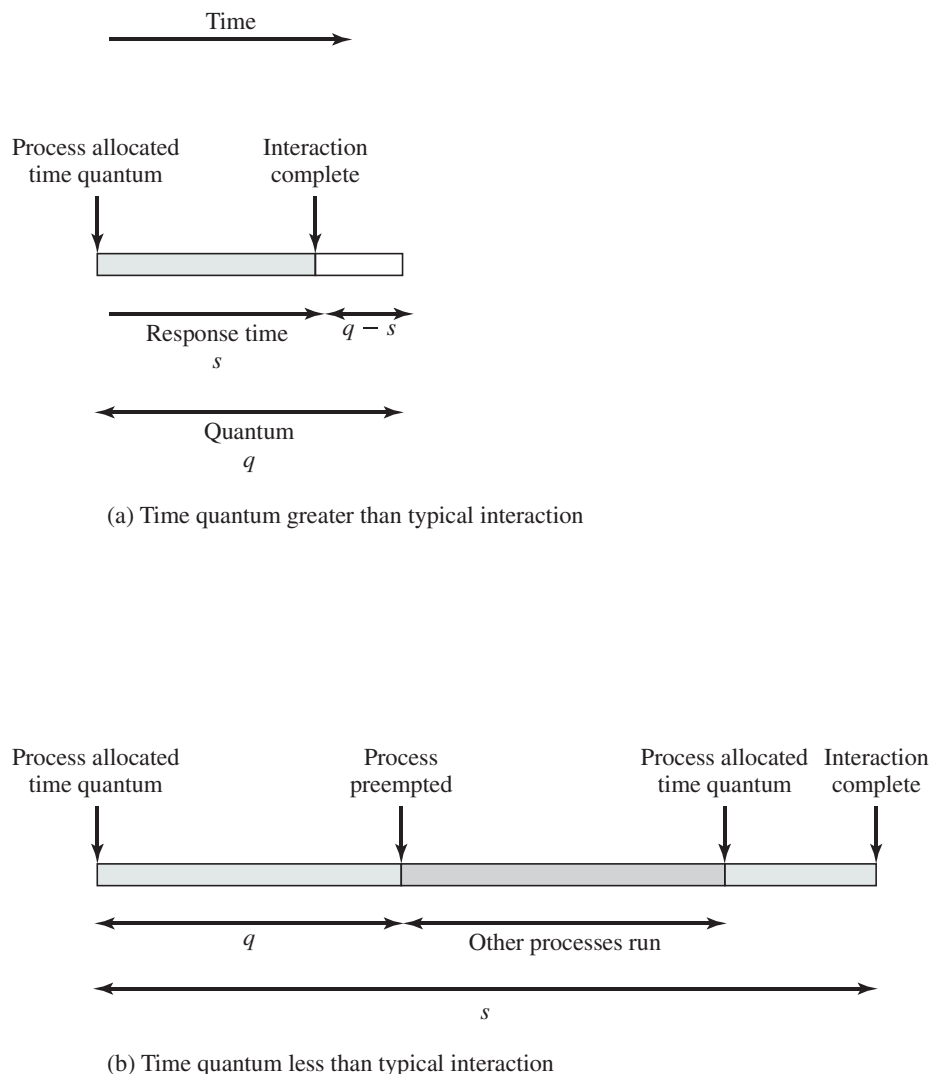 Time
Process allocated
time quantum
Interaction
complete
Response time
s
q − s
Quantum
q
(a) Time quantum greater than typical interaction
Process allocated
time quantum
Process
preempted
Process allocated
time quantum
Interaction
complete
q
Other processes run
s
(b) Time quantum less than typical interaction